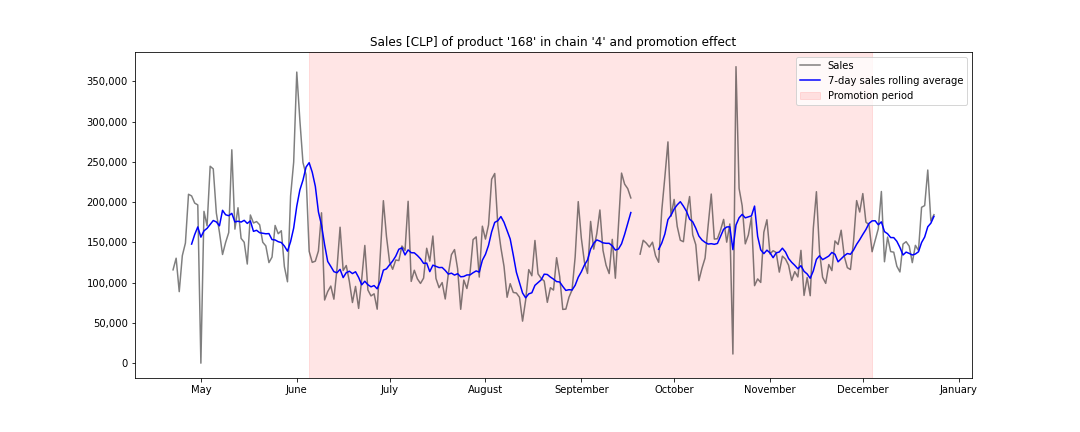 Sales [CLP] of product '168' in chain '4' and promotion effect
Sales
7-day sales rolling average
Promotion period
350,000
300,000
250,000
200,000
150,000
100,000
50,000
0
May June July August September October November December January